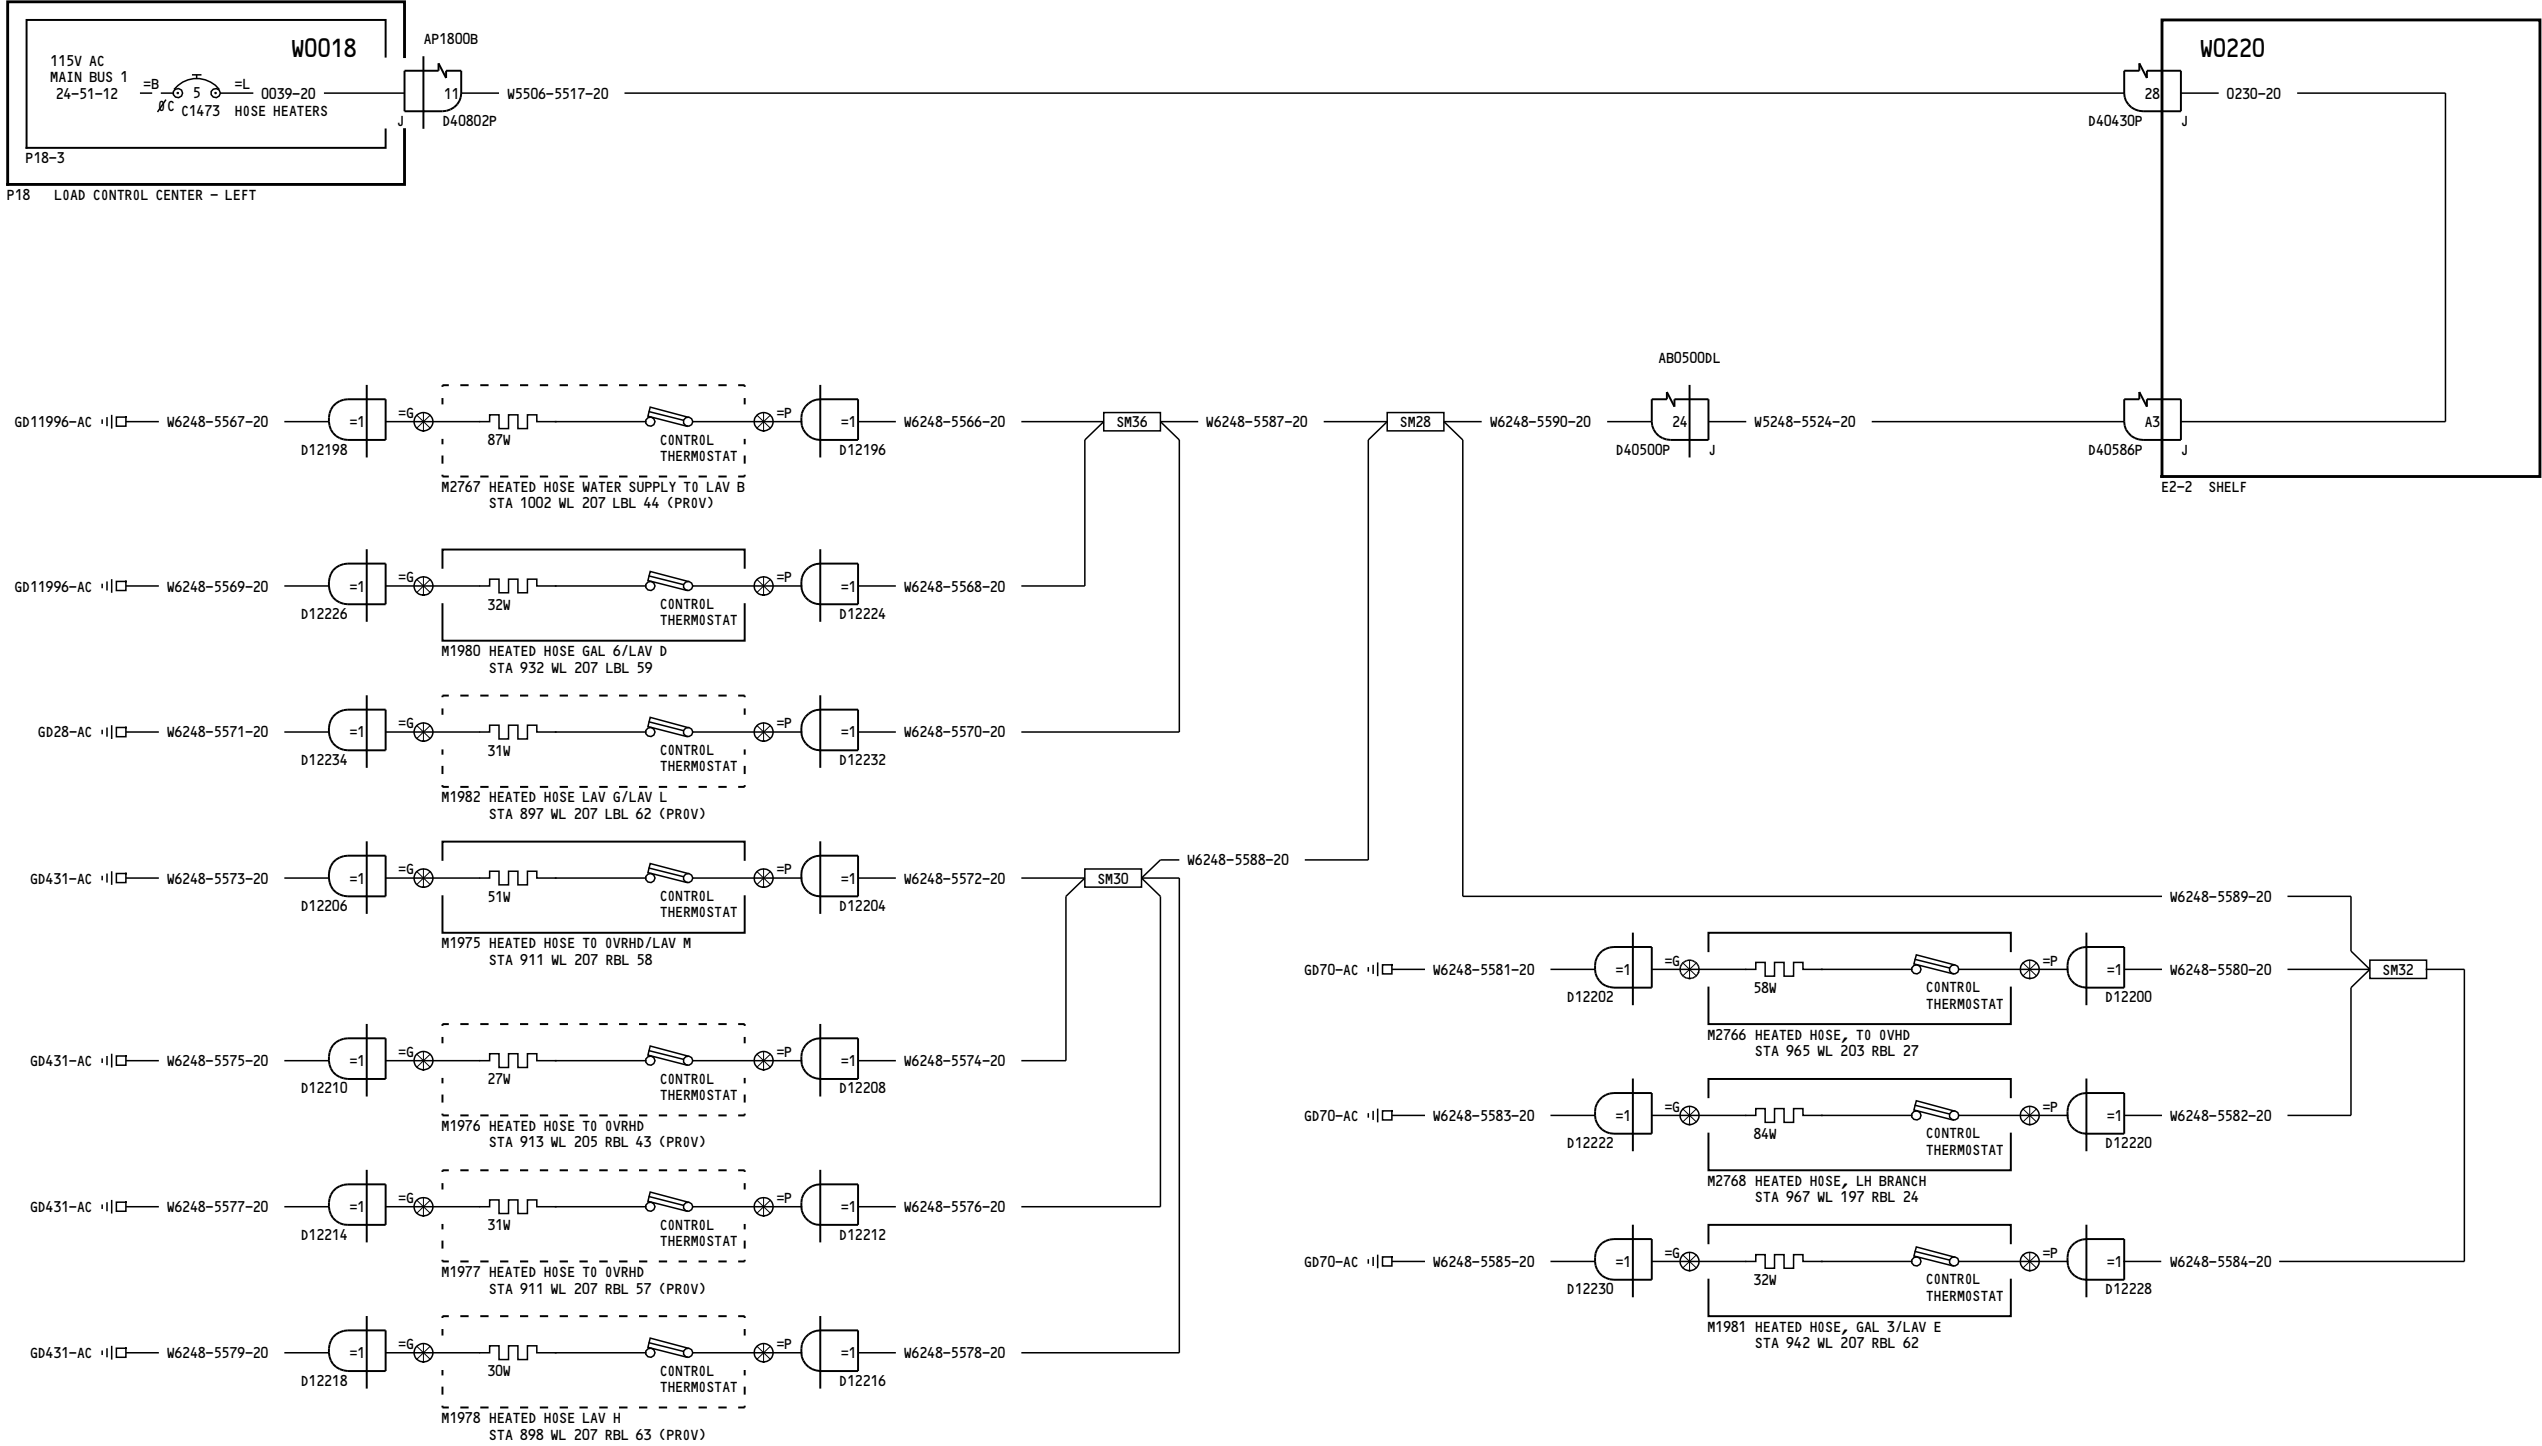 W0018
AP1800B
W0220
115V AC
MAIN BUS 1
24-51-12
=B
ØC
5
C1473
=L
0039-20
HOSE HEATERS
11
J
D40802P
W5506-5517-20
28
D40430P
J
0230-20
P18-3
P18 LOAD CONTROL CENTER - LEFT
AB0500DL
GD11996-AC W6248-5567-20 =1 =G 87W CONTROL =P =1 W6248-5566-20 SM36 W6248-5587-20 SM28 W6248-5590-20 24 W5248-5524-20 A3
D12198 THERMOSTAT D12196 D40500P J D40586P J
M2767 HEATED HOSE WATER SUPPLY TO LAV B
STA 1002 WL 207 LBL 44 (PROV)
E2-2 SHELF
GD11996-AC W6248-5569-20 =1 =G 32W CONTROL =P =1 W6248-5568-20
D12226 THERMOSTAT D12224
M1980 HEATED HOSE GAL 6/LAV D
STA 932 WL 207 LBL 59
GD28-AC W6248-5571-20 =1 =G 31W CONTROL =P =1 W6248-5570-20
D12234 THERMOSTAT D12232
M1982 HEATED HOSE LAV G/LAV L
STA 897 WL 207 LBL 62 (PROV)
W6248-5588-20
GD431-AC W6248-5573-20 =1 =G 51W CONTROL =P =1 W6248-5572-20 SM30
D12206 THERMOSTAT D12204
M1975 HEATED HOSE TO OVRHD/LAV M
STA 911 WL 207 RBL 58
GD431-AC W6248-5575-20 =1 =G 27W CONTROL =P =1 W6248-5574-20
D12210 THERMOSTAT D12208
M1976 HEATED HOSE TO OVRHD
STA 913 WL 205 RBL 43 (PROV)
GD431-AC W6248-5577-20 =1 =G 31W CONTROL =P =1 W6248-5576-20
D12214 THERMOSTAT D12212
M1977 HEATED HOSE TO OVRHD
STA 911 WL 207 RBL 57 (PROV)
GD431-AC W6248-5579-20 =1 =G 30W CONTROL =P =1 W6248-5578-20
D12218 THERMOSTAT D12216
M1978 HEATED HOSE LAV H
STA 898 WL 207 RBL 63 (PROV)
W6248-5589-20
GD70-AC W6248-5581-20 =1 =G 58W CONTROL =P =1 W6248-5580-20 SM32
D12202 THERMOSTAT D12200
M2766 HEATED HOSE, TO OVHD
STA 965 WL 203 RBL 27
GD70-AC W6248-5583-20 =1 =G 84W CONTROL =P =1 W6248-5582-20
D12222 THERMOSTAT D12220
M2768 HEATED HOSE, LH BRANCH
STA 967 WL 197 RBL 24
GD70-AC W6248-5585-20 =1 =G 32W CONTROL =P =1 W6248-5584-20
D12230 THERMOSTAT D12228
M1981 HEATED HOSE, GAL 3/LAV E
STA 942 WL 207 RBL 62